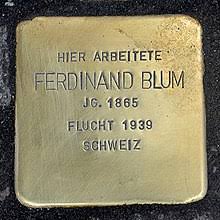 HIER ARBEITETE
FERDINAND BLUM
JG. 1865
FLUCHT 1939
SCHWEIZ